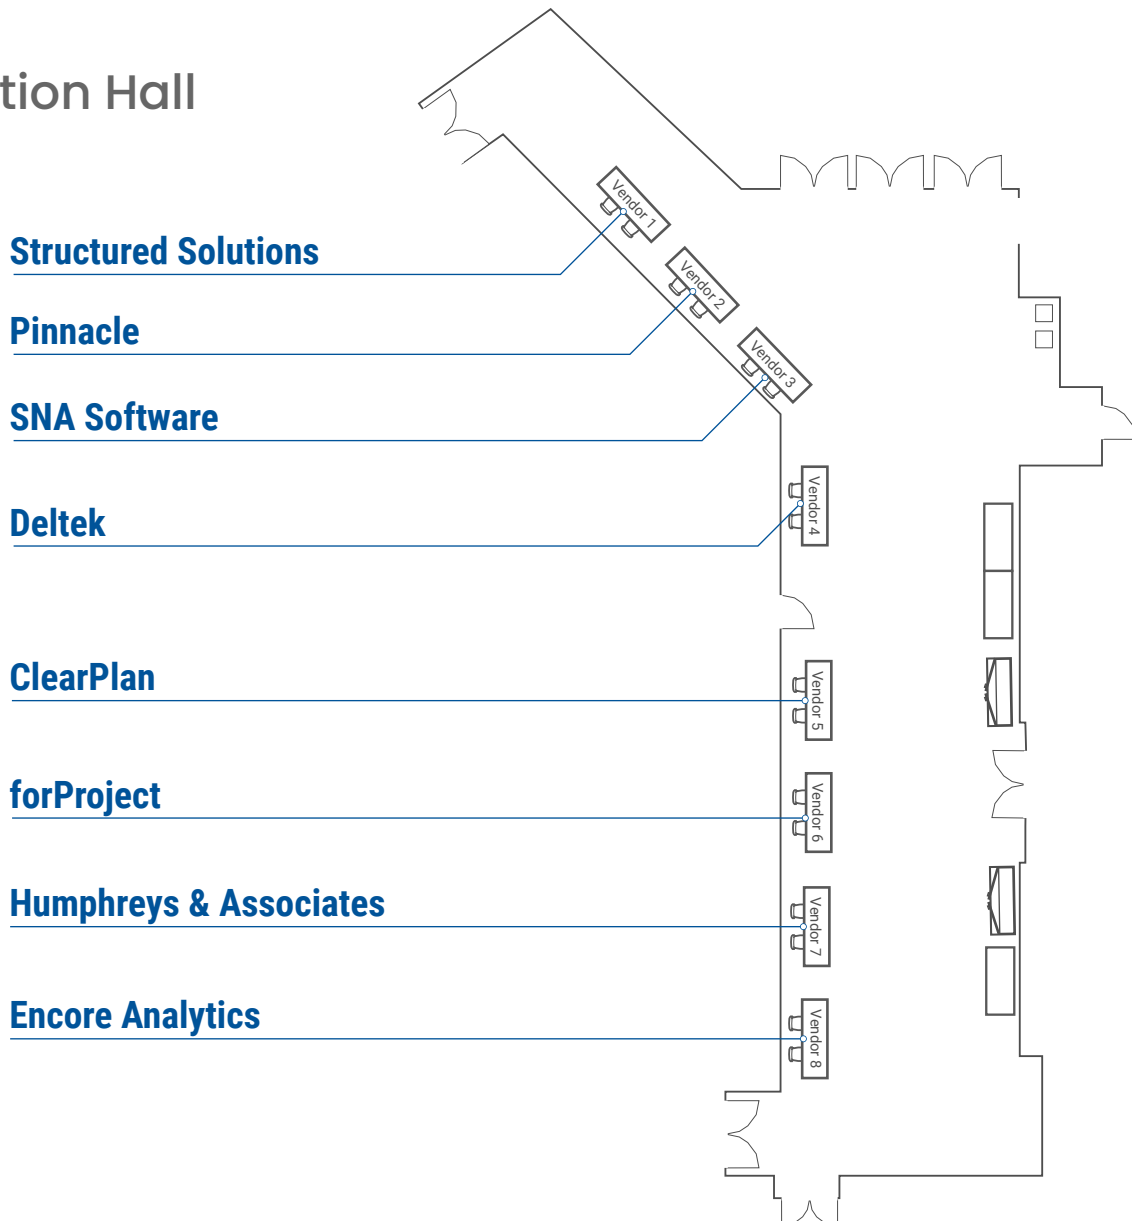 tion Hall
Vendor 1
Structured Solutions
Vendor 2
Pinnacle
Vendor 3
SNA Software
Vendor 4
Deltek
Vendor 5
ClearPlan
Vendor 6
forProject
Vendor 7
Humphreys & Associates
Vendor 8
Encore Analytics